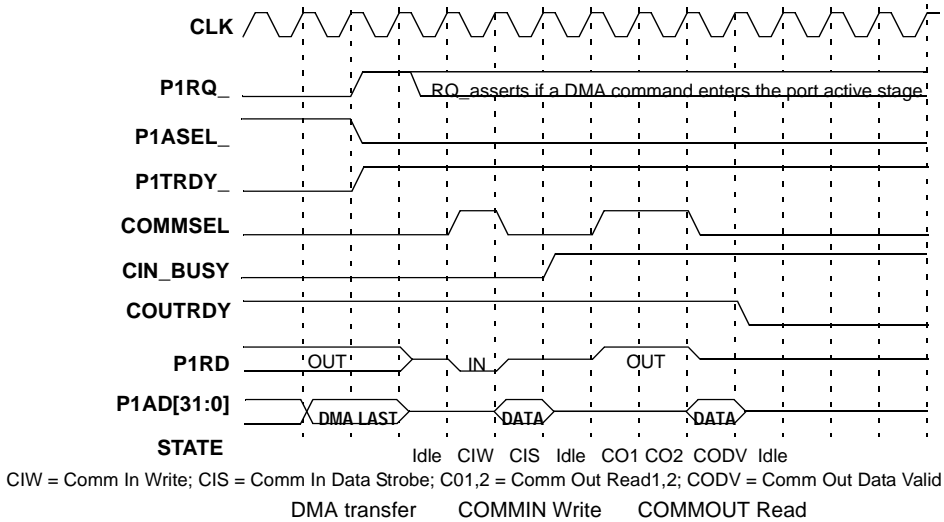 CLK
P1RQ_
RQ_asserts if a DMA command enters the port active stage
P1ASEL_
P1TRDY_
COMMSEL
CIN_BUSY
COUTRDY
P1RD
OUT
IN
OUT
P1AD[31:0]
DMA LAST
DATA
DATA
STATE
Idle CIW CIS Idle CO1 CO2 CODV Idle
CIW = Comm In Write; CIS = Comm In Data Strobe; C01,2 = Comm Out Read1,2; CODV = Comm Out Data Valid
DMA transfer COMMIN Write COMMOUT Read